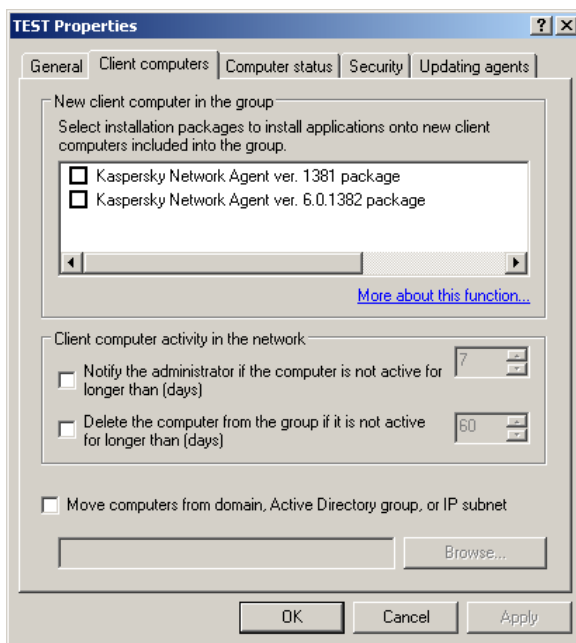 TEST Properties
General Client computers Computer status Security Updating agents
New client computer in the group
Select installation packages to install applications onto new client
computers included into the group.
Kaspersky Network Agent ver. 1381 package
Kaspersky Network Agent ver. 6.0.1382 package
More about this function...
Client computer activity in the network
Notify the administrator if the computer is not active for
longer than (days)
7
Delete the computer from the group if it is not active
for longer than (days)
60
Move computers from domain, Active Directory group, or IP subnet
Browse...
OK Cancel Apply